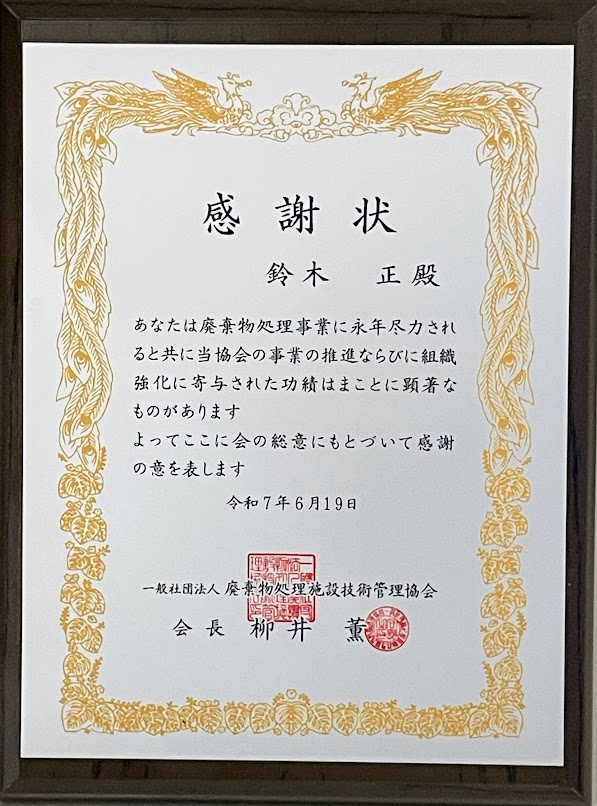 感謝状
鈴木 正殿
あなたは廃棄物処理事業に永年尽力され
ると共に当協会の事業の推進ならびに組織
強化に寄与された功績はまことに顕著な
ものがあります
よってここに会の総意にもとづいて感謝
の意を表します
令和7年6月19日
一般社団法人 廃棄物処理施設技術管理協会
会長 柳井 薫